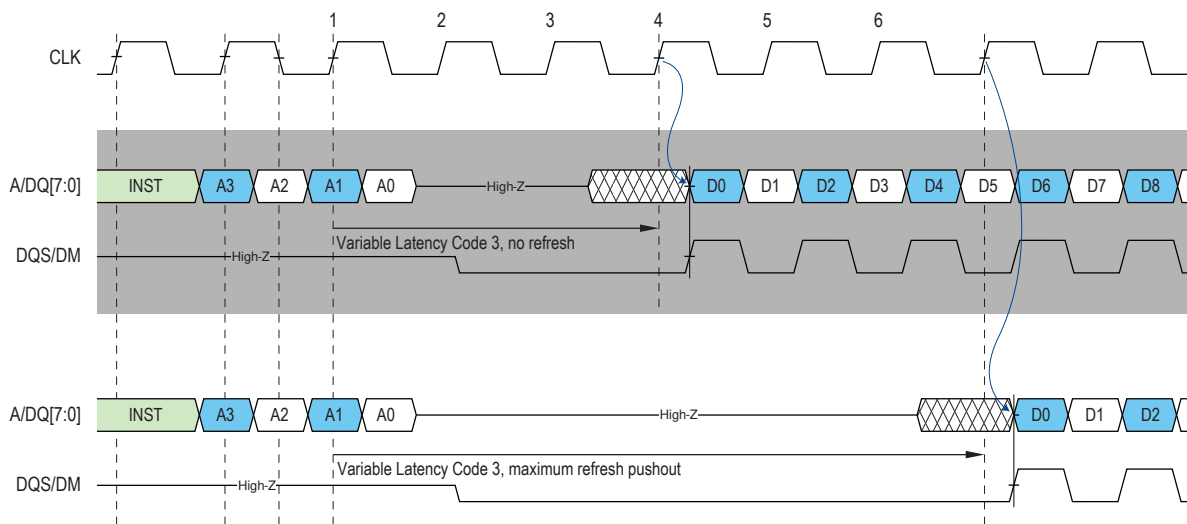 1 2 3 4 5 6
CLK
A/DQ[7:0] INST A3 A2 A1 A0 High-Z D0 D1 D2 D3 D4 D5 D6 D7 D8
Variable Latency Code 3, no refresh
DQS/DM High-Z
A/DQ[7:0] INST A3 A2 A1 A0 High-Z D0 D1 D2
Variable Latency Code 3, maximum refresh pushout
DQS/DM High-Z